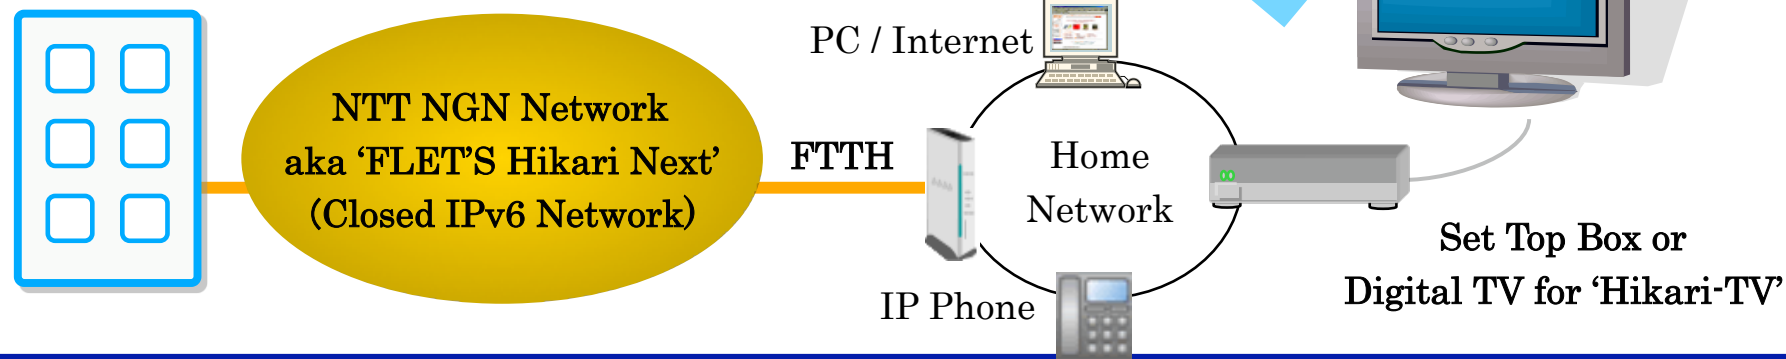 PC / Internet
NTT NGN Network
aka ‘FLET’S Hikari Next’
(Closed IPv6 Network)
FTTH
Home
Network
IP Phone
Set Top Box or
Digital TV for ‘Hikari-TV’